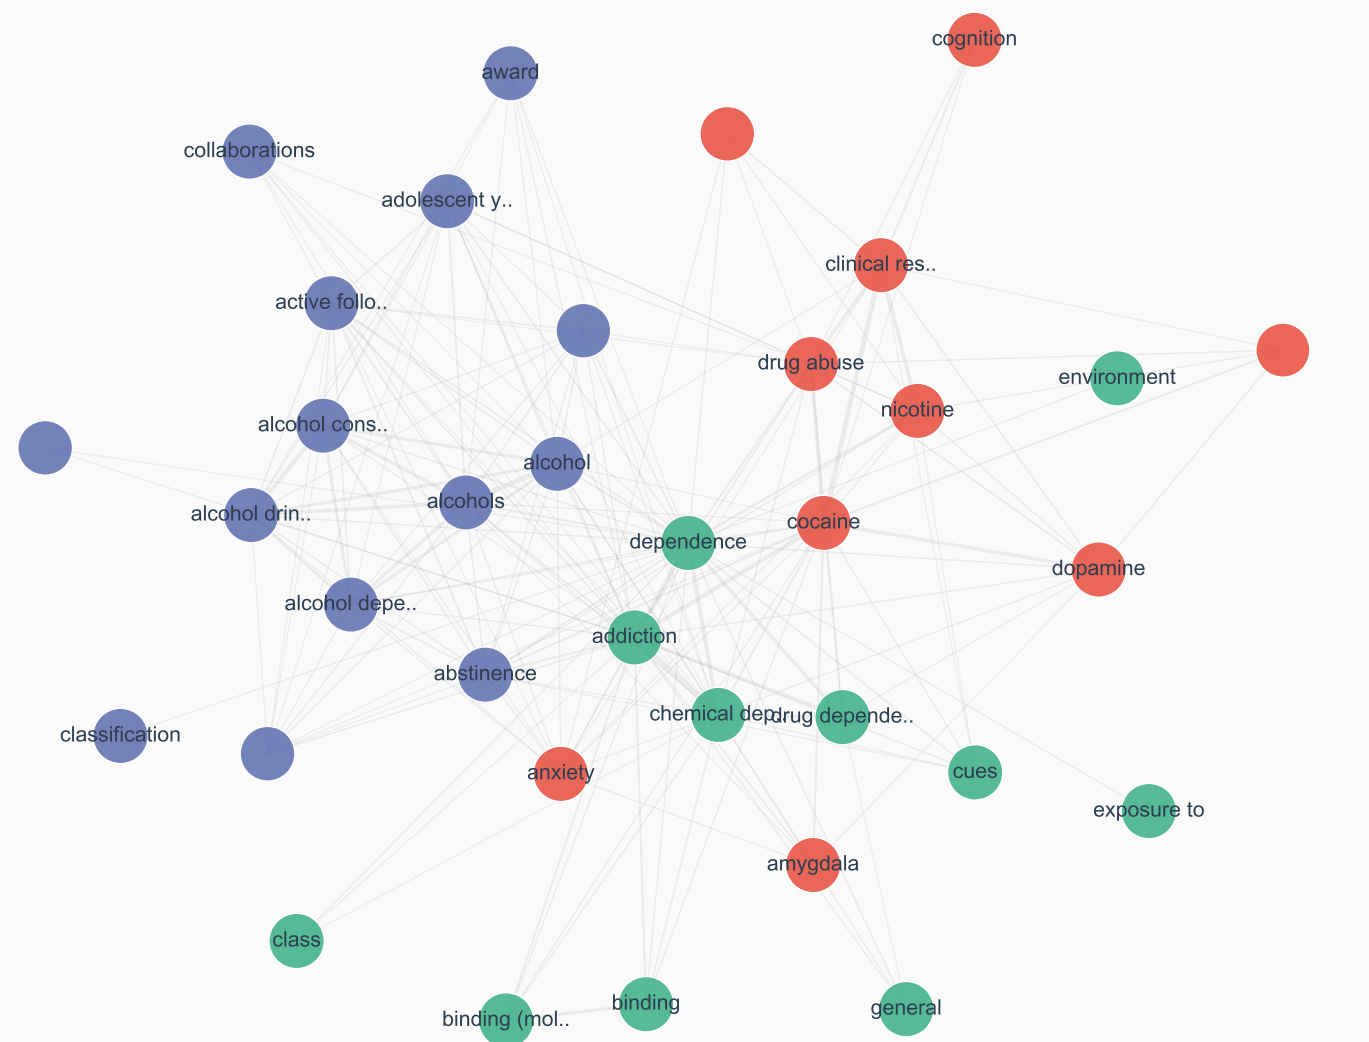 cognition
award
collaborations
adolescent y..
clinical res..
active follo..
drug abuse
environment
nicotine
alcohol cons..
alcohol
alcohols
alcohol drin..
cocaine
dependence
dopamine
alcohol depe..
addiction
abstinence
chemical dep..
drug depende..
classification
anxiety
cues
exposure to
amygdala
class
binding
general
binding (mol..